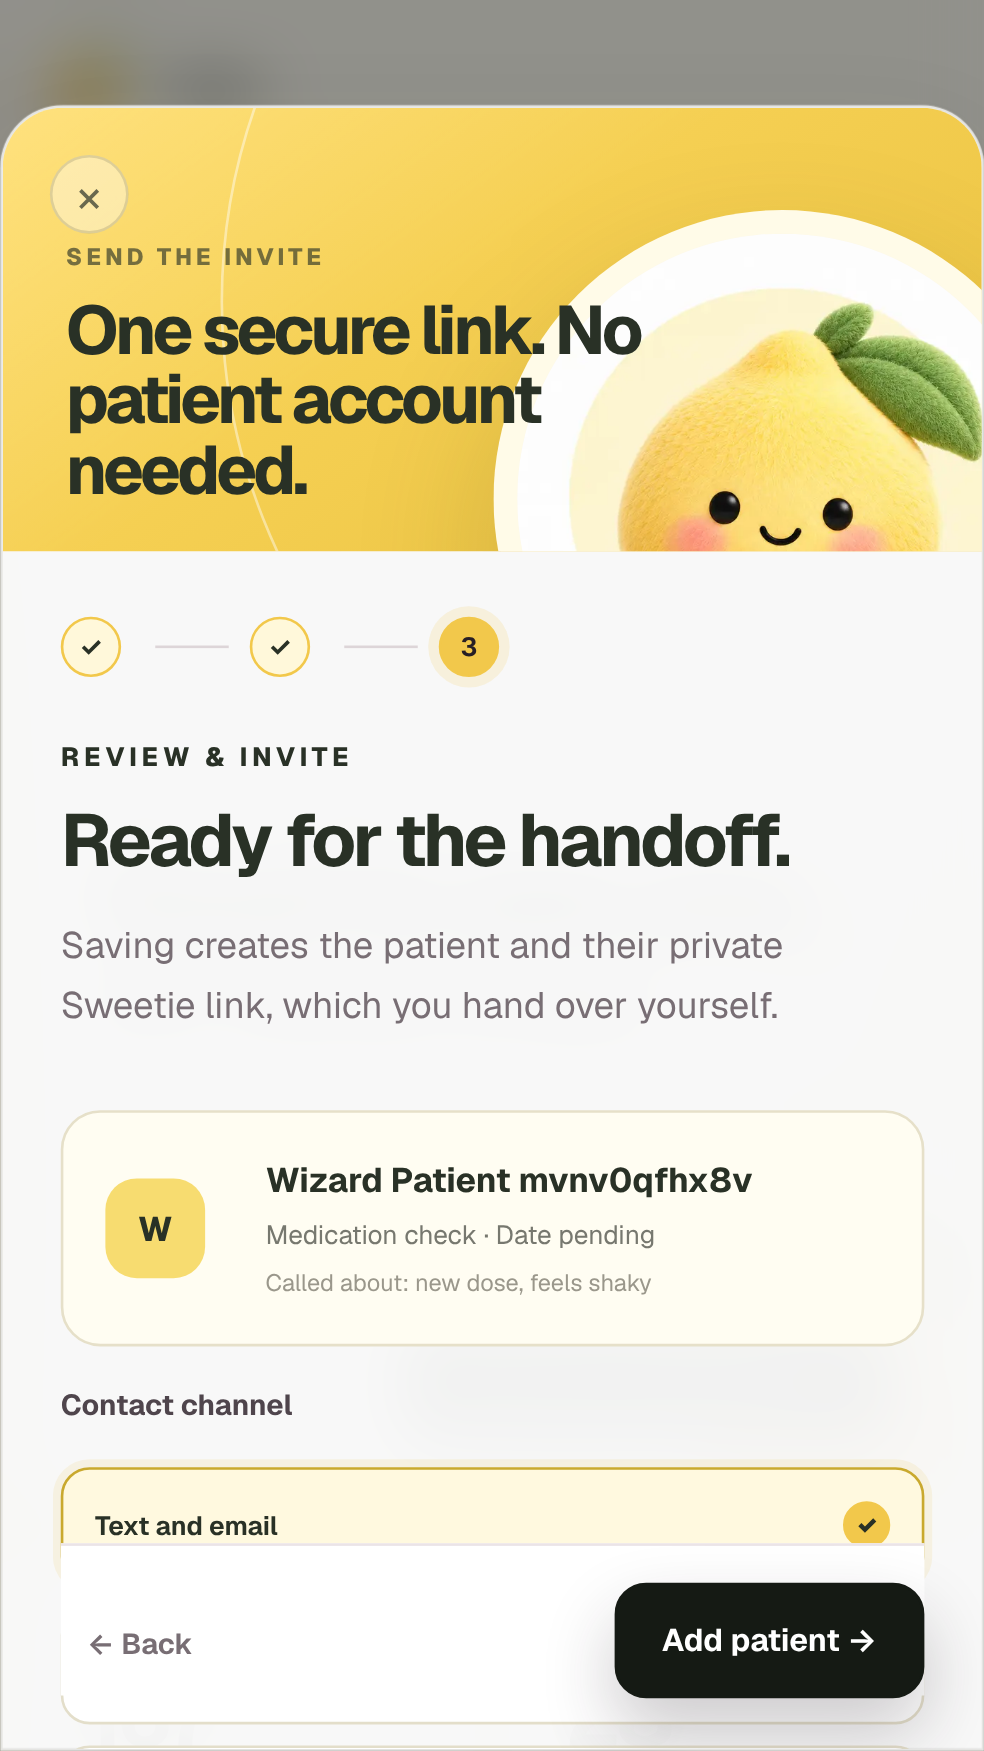 SEND THE INVITE
One secure link. No
patient account
needed.
3
REVIEW & INVITE
Ready for the handoff.
Saving creates the patient and their private
Sweetie link, which you hand over yourself.
W
Wizard Patient mvnv0qfhx8v
Medication check · Date pending
Called about: new dose, feels shaky
Contact channel
Text and email
← Back
Add patient →